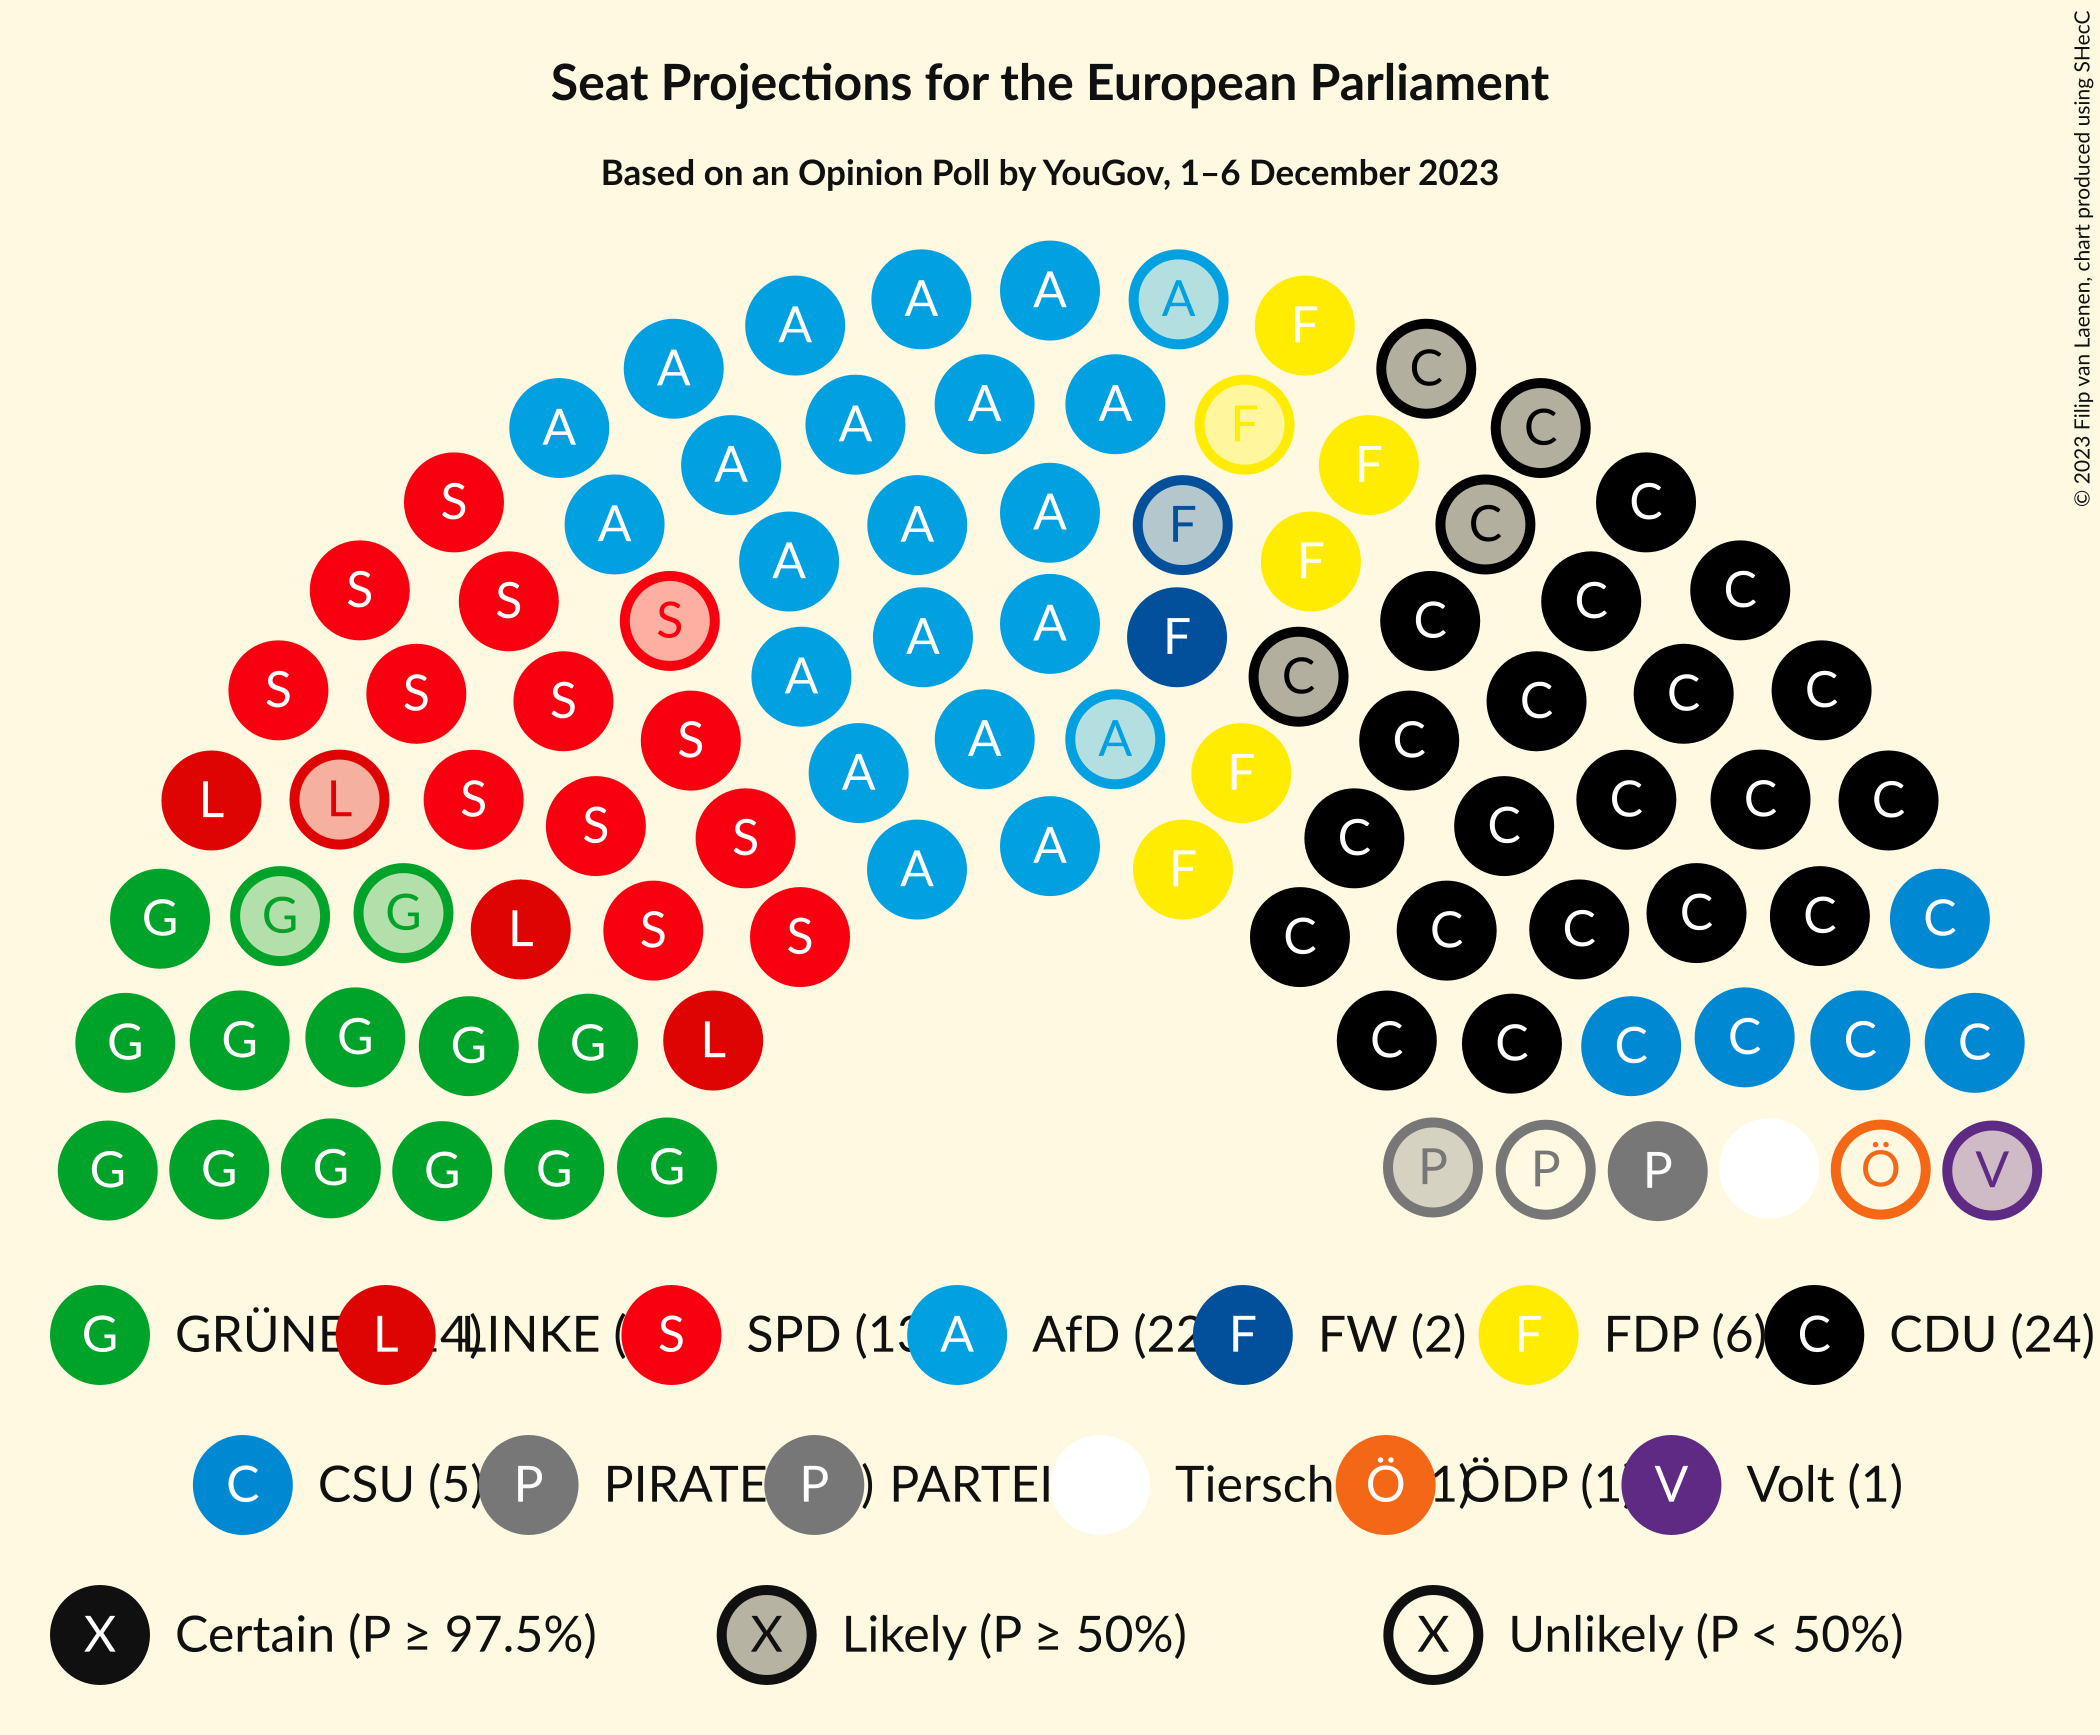 Seat Projections for the European Parliament
Based on an Opinion Poll by YouGov, 1–6 December 2023
© 2023 Filip van Laenen, chart produced using SHecC
A A A A A F
A A A A F C C
A A A A F F C C
S A A A F F C C
S S S A A F C C C
S S S S A A A F C C C C C
L L S S S A A F C C C C C
G G G L S S C C C C C C
G G G G G L C C C C C C
G G G G G G P P P Ö V
G GRÜNE 4) L LINKE ( S SPD (13 A AfD (22 F FW (2) F FDP (6) C CDU (24)
C CSU (5) P PIRATE P ) PARTEI Tiersch Ö 1) ÖDP (1) V Volt (1)
X Certain (P ≥ 97.5%) X Likely (P ≥ 50%) X Unlikely (P < 50%)